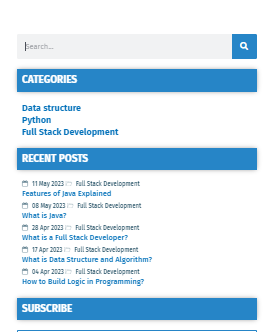 Search...
CATEGORIES
Data structure
Python
Full Stack Development
RECENT POSTS
11 May 2023 Full Stack Development
Features of Java Explained
08 May 2023 Full Stack Development
What is Java?
28 Apr 2023 Full Stack Development
What is a Full Stack Developer?
17 Apr 2023 Full Stack Development
What is Data Structure and Algorithm?
04 Apr 2023 Full Stack Development
How to Build Logic in Programming?
SUBSCRIBE